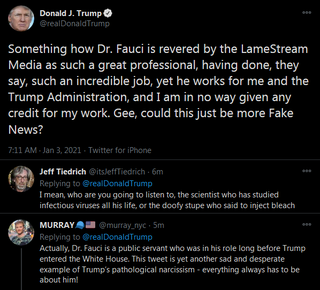 Donald J. Trump
@realDonaldTrump
Something how Dr. Fauci is revered by the LameStream
Media as such a great professional, having done, they
say, such an incredible job, yet he works for me and the
Trump Administration, and I am in no way given any
credit for my work. Gee, could this just be more Fake
News?
7:11 AM · Jan 3, 2021 · Twitter for iPhone
Jeff Tiedrich @itsJeffTiedrich · 6m
Replying to @realDonaldTrump
I mean, who are you going to listen to, the scientist who has studied
infectious viruses all his life, or the doofy stupe who said to inject bleach
MURRAY @murray_nyc · 5m
Replying to @realDonaldTrump
Actually, Dr. Fauci is a public servant who was in his role long before Trump
entered the White House. This tweet is yet another sad and desperate
example of Trump's pathological narcissism - everything always has to be
about him!